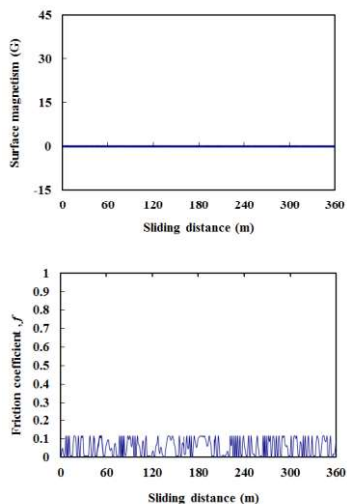 45
30
15
0
-15
Surface magnetism (G)
0 60 120 180 240 300 360
Sliding distance (m)
1
0.9
0.8
0.7
0.6
0.5
0.4
0.3
0.2
0.1
0
Friction coefficient ,f
0 60 120 180 240 300 360
Sliding distance (m)